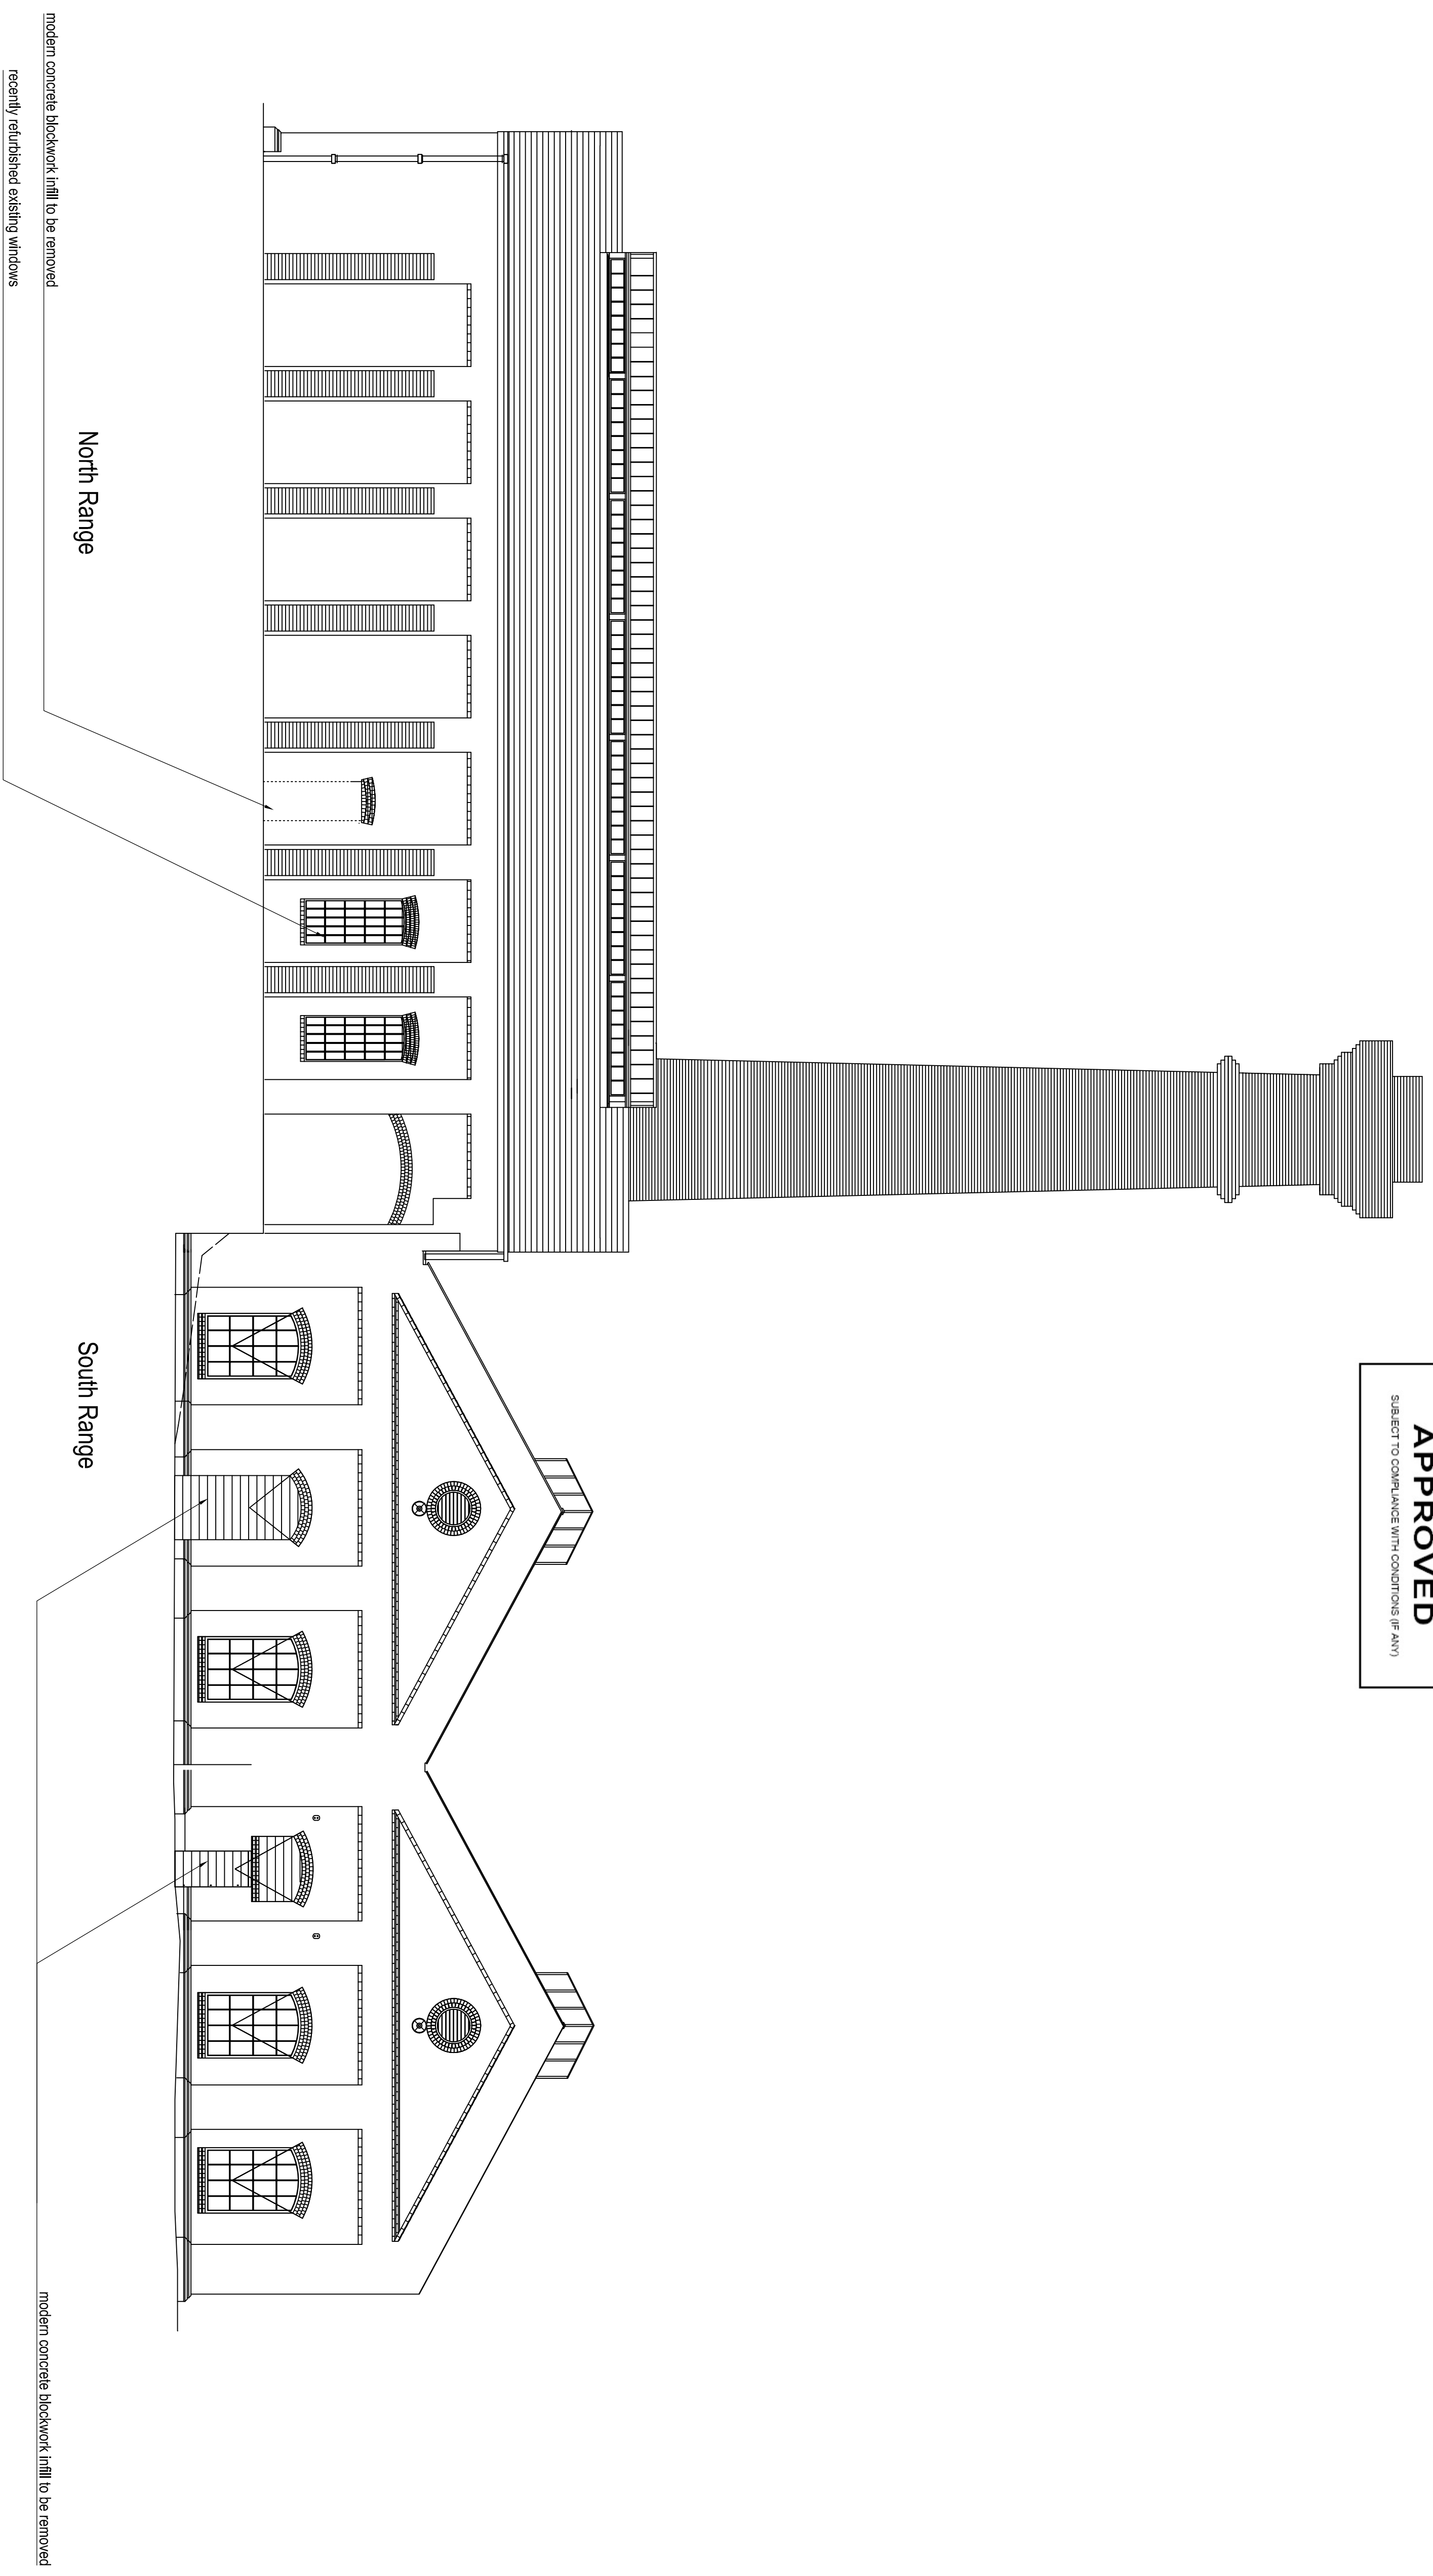 APPROVED
SUBJECT TO COMPLIANCE WITH CONDITIONS (IF ANY)
North Range
South Range
modern concrete blockwork infill to be removed
recently refurbished existing windows
modern concrete blockwork infill to be removed